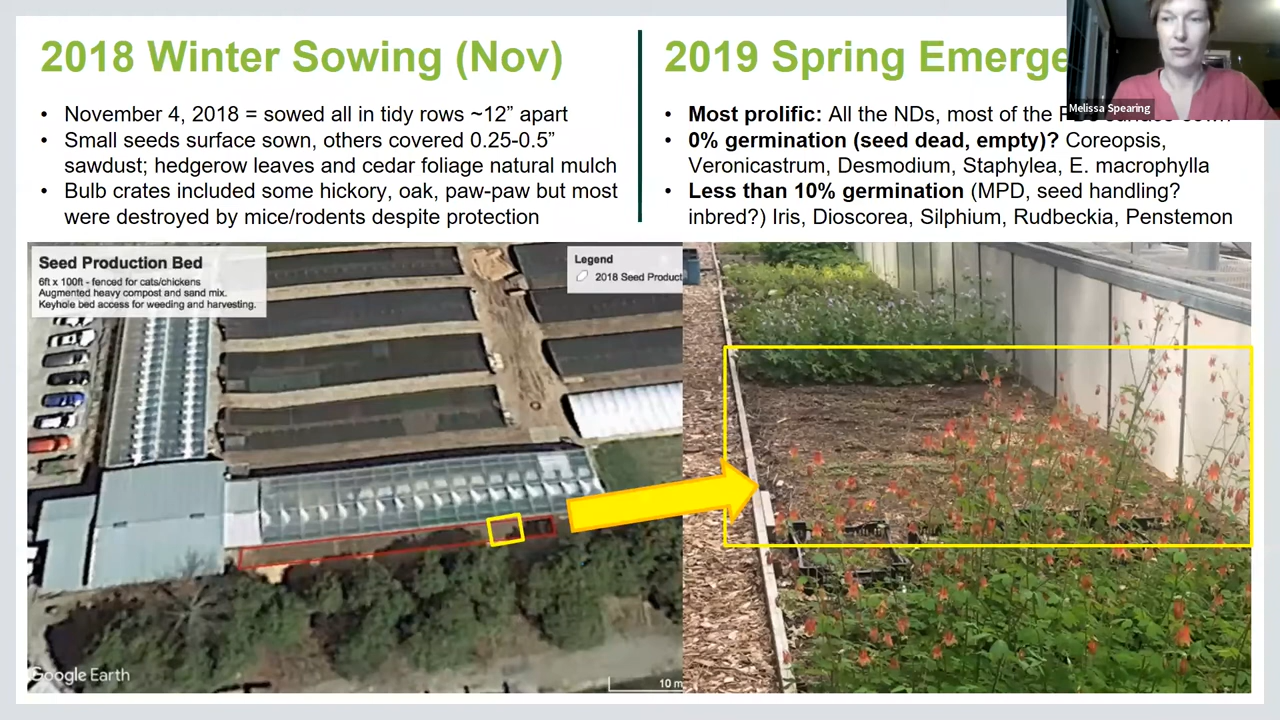 2018 Winter Sowing (Nov)
• November 4, 2018 = sowed all in tidy rows ~12” apart
• Small seeds surface sown, others covered 0.25-0.5”
sawdust; hedgerow leaves and cedar foliage natural mulch
• Bulb crates included some hickory, oak, paw-paw but most
were destroyed by mice/rodents despite protection
2019 Spring Emerge
• Most prolific: All the NDs, most of the
• 0% germination (seed dead, empty)? Coreopsis,
Veronicastrum, Desmodium, Staphylea, E. macrophylla
• Less than 10% germination (MPD, seed handling?
inbred?) Iris, Dioscorea, Silphium, Rudbeckia, Penstemon
Melissa Spearing
Seed Production Bed
6ft x 100ft - fenced for cats/chickens
Augmented heavy compost and sand mix.
Keyhole bed access for weeding and harvesting.
Legend
2018 Seed Product
Google Earth
10 m